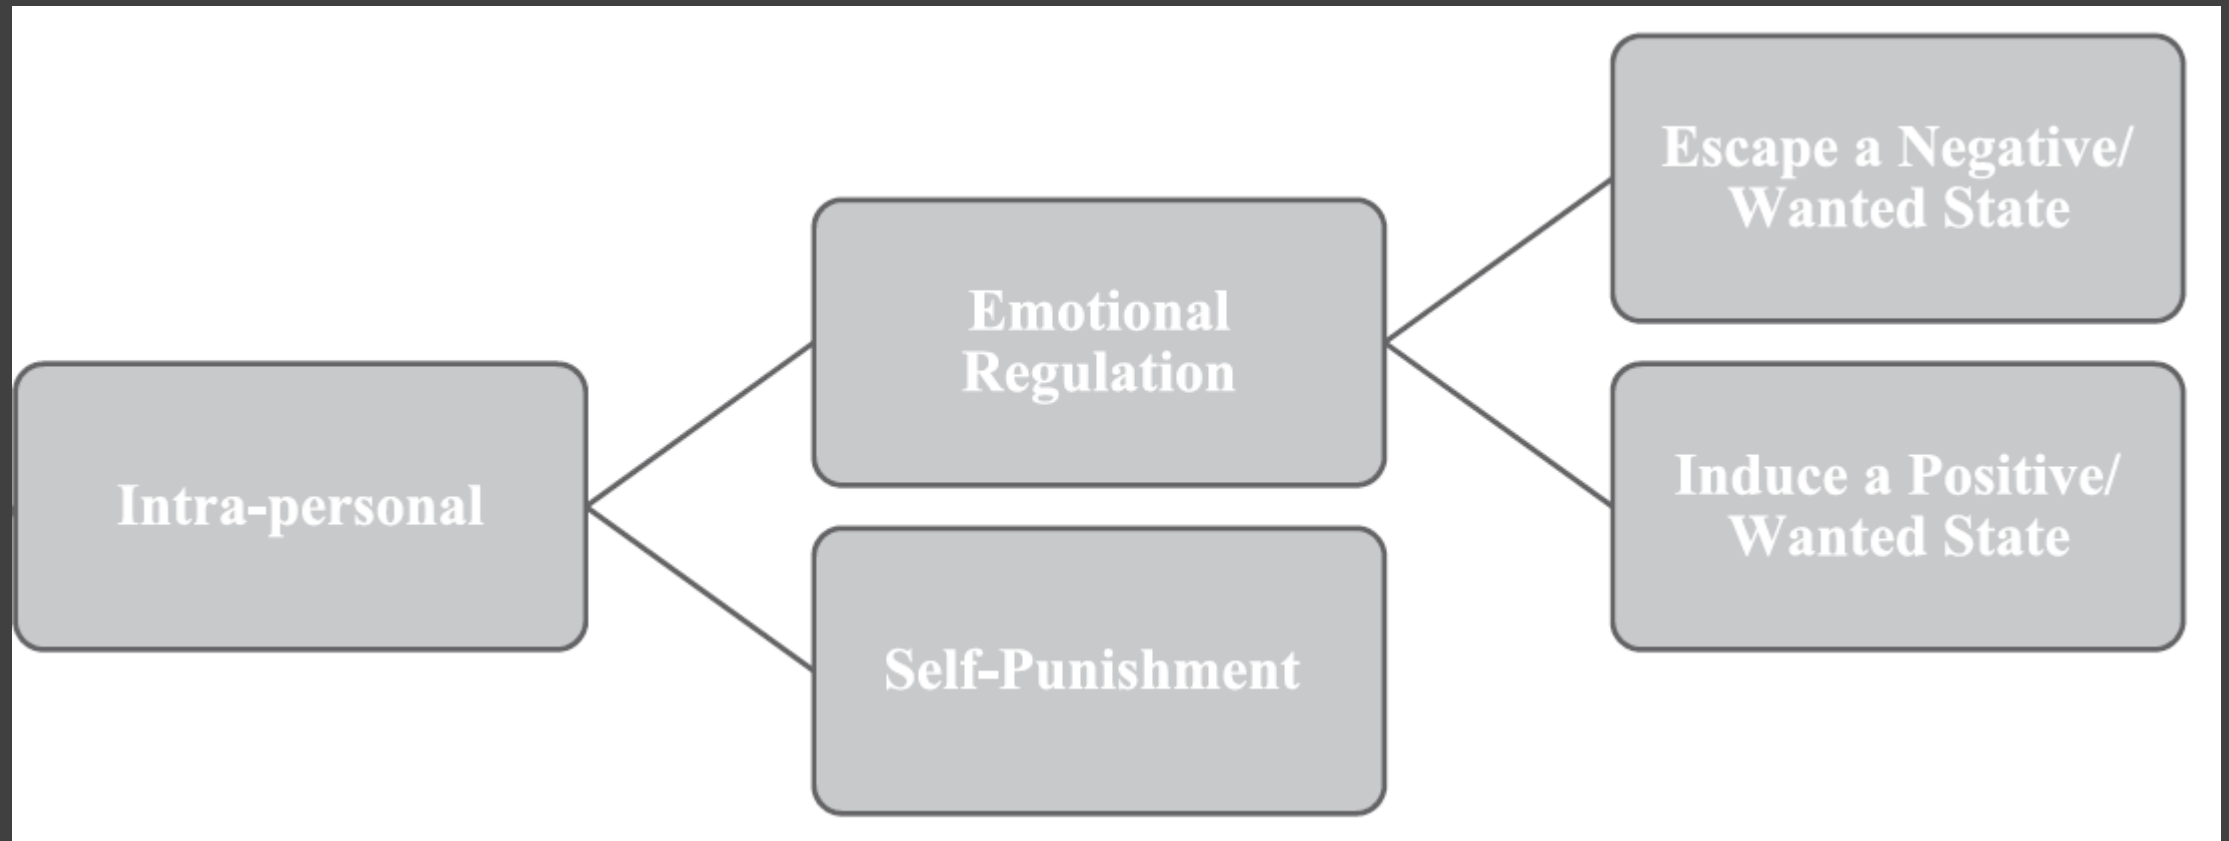 Intra-personal
Emotional
Regulation
Self-Punishment
Escape a Negative/
Wanted State
Induce a Positive/
Wanted State